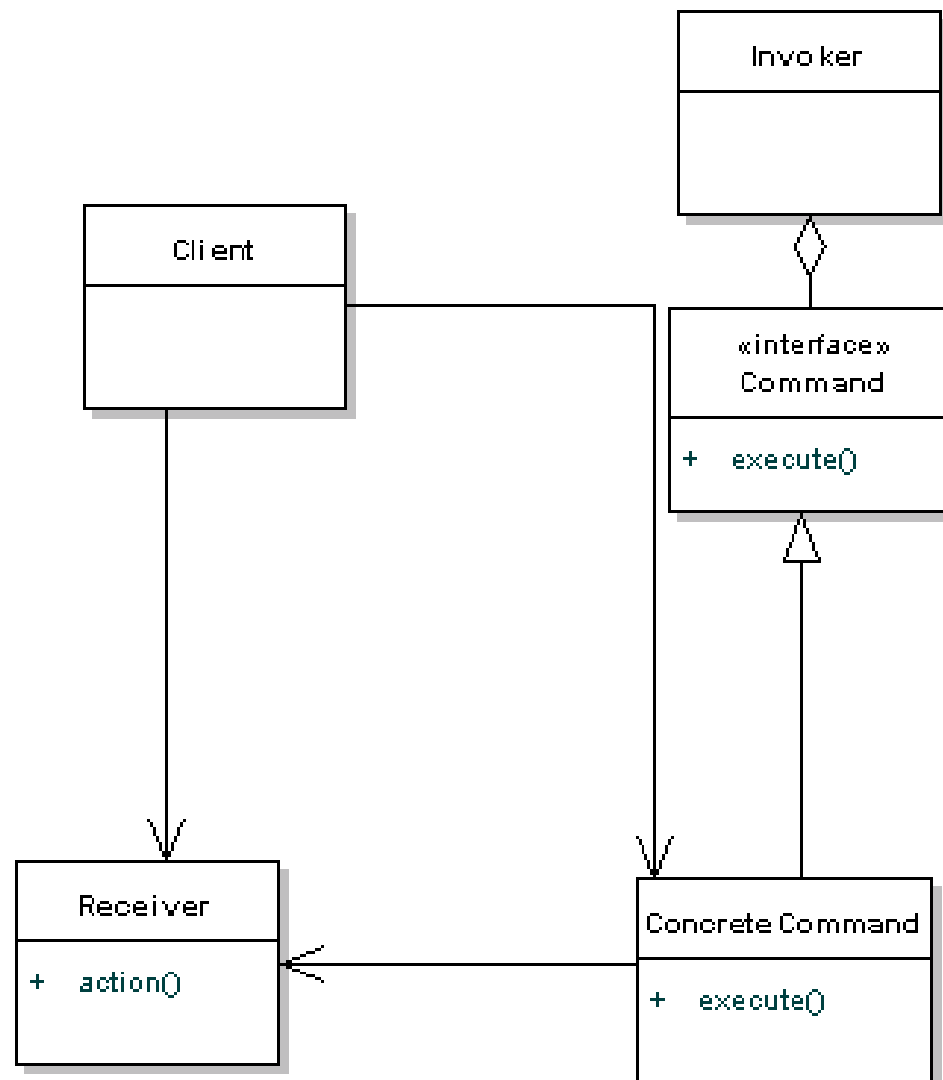 Invoker
Client
«interface»
Command
+ execute()
Receiver
+ action()
Concrete Command
+ execute()